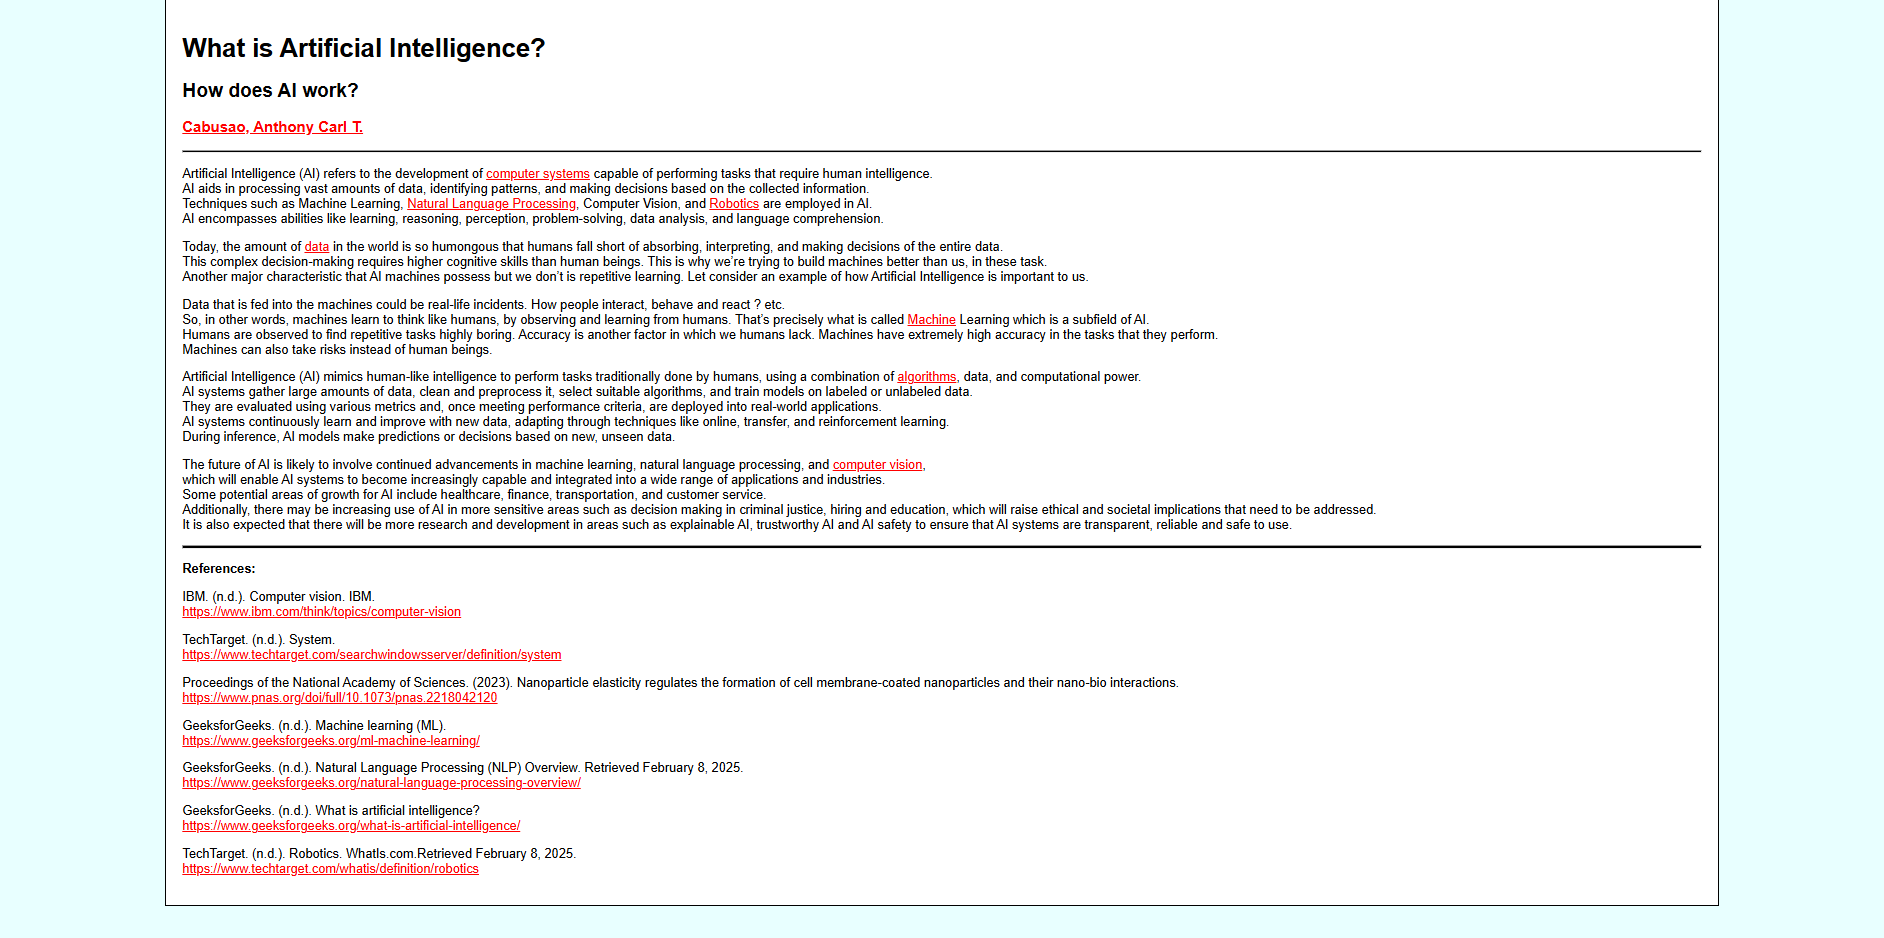 What is Artificial Intelligence?
How does AI work?
Cabusao, Anthony Carl T.
Artificial Intelligence (AI) refers to the development of computer systems capable of performing tasks that require human intelligence.
AI aids in processing vast amounts of data, identifying patterns, and making decisions based on the collected information.
Techniques such as Machine Learning, Natural Language Processing, Computer Vision, and Robotics are employed in AI.
AI encompasses abilities like learning, reasoning, perception, problem-solving, data analysis, and language comprehension.
Today, the amount of data in the world is so humongous that humans fall short of absorbing, interpreting, and making decisions of the entire data.
This complex decision-making requires higher cognitive skills than human beings. This is why we're trying to build machines better than us, in these task.
Another major characteristic that AI machines possess but we don't is repetitive learning. Let consider an example of how Artificial Intelligence is important to us.
Data that is fed into the machines could be real-life incidents. How people interact, behave and react ? etc.
So, in other words, machines learn to think like humans, by observing and learning from humans. That's precisely what is called Machine Learning which is a subfield of AI.
Humans are observed to find repetitive tasks highly boring. Accuracy is another factor in which we humans lack. Machines have extremely high accuracy in the tasks that they perform.
Machines can also take risks instead of human beings.
Artificial Intelligence (AI) mimics human-like intelligence to perform tasks traditionally done by humans, using a combination of algorithms, data, and computational power.
AI systems gather large amounts of data, clean and preprocess it, select suitable algorithms, and train models on labeled or unlabeled data.
They are evaluated using various metrics and, once meeting performance criteria, are deployed into real-world applications.
AI systems continuously learn and improve with new data, adapting through techniques like online, transfer, and reinforcement learning.
During inference, AI models make predictions or decisions based on new, unseen data.
The future of AI is likely to involve continued advancements in machine learning, natural language processing, and computer vision,
which will enable AI systems to become increasingly capable and integrated into a wide range of applications and industries.
Some potential areas of growth for AI include healthcare, finance, transportation, and customer service.
Additionally, there may be increasing use of AI in more sensitive areas such as decision making in criminal justice, hiring and education, which will raise ethical and societal implications that need to be addressed.
It is also expected that there will be more research and development in areas such as explainable AI, trustworthy AI and AI safety to ensure that AI systems are transparent, reliable and safe to use.
References:
IBM. (n.d.). Computer vision. IBM.
https://www.ibm.com/think/topics/computer-vision
TechTarget. (n.d.). System.
https://www.techtarget.com/searchwindowsserver/definition/system
Proceedings of the National Academy of Sciences. (2023). Nanoparticle elasticity regulates the formation of cell membrane-coated nanoparticles and their nano-bio interactions.
https://www.pnas.org/doi/full/10.1073/pnas.2218042120
GeeksforGeeks. (n.d.). Machine learning (ML).
https://www.geeksforgeeks.org/ml-machine-learning/
GeeksforGeeks. (n.d.). Natural Language Processing (NLP) Overview. Retrieved February 8, 2025.
https://www.geeksforgeeks.org/natural-language-processing-overview/
GeeksforGeeks. (n.d.). What is artificial intelligence?
https://www.geeksforgeeks.org/what-is-artificial-intelligence/
TechTarget. (n.d.). Robotics. WhatIs.com.Retrieved February 8, 2025.
https://www.techtarget.com/whatis/definition/robotics